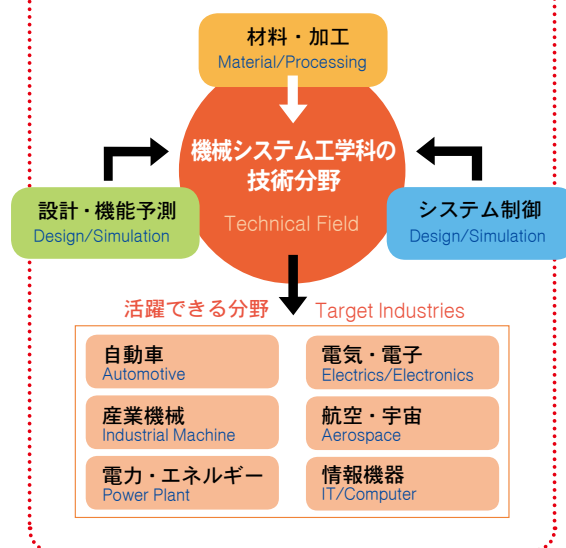 材料・加工
Material/Processing
機械システム工学科の
技術分野
Technical Field
設計・機能予測
Design/Simulation
システム制御
Design/Simulation
活躍できる分野 Target Industries
自動車
Automotive
電気・電子
Electrics/Electronics
産業機械
Industrial Machine
航空・宇宙
Aerospace
電力・エネルギー
Power Plant
情報機器
IT/Computer